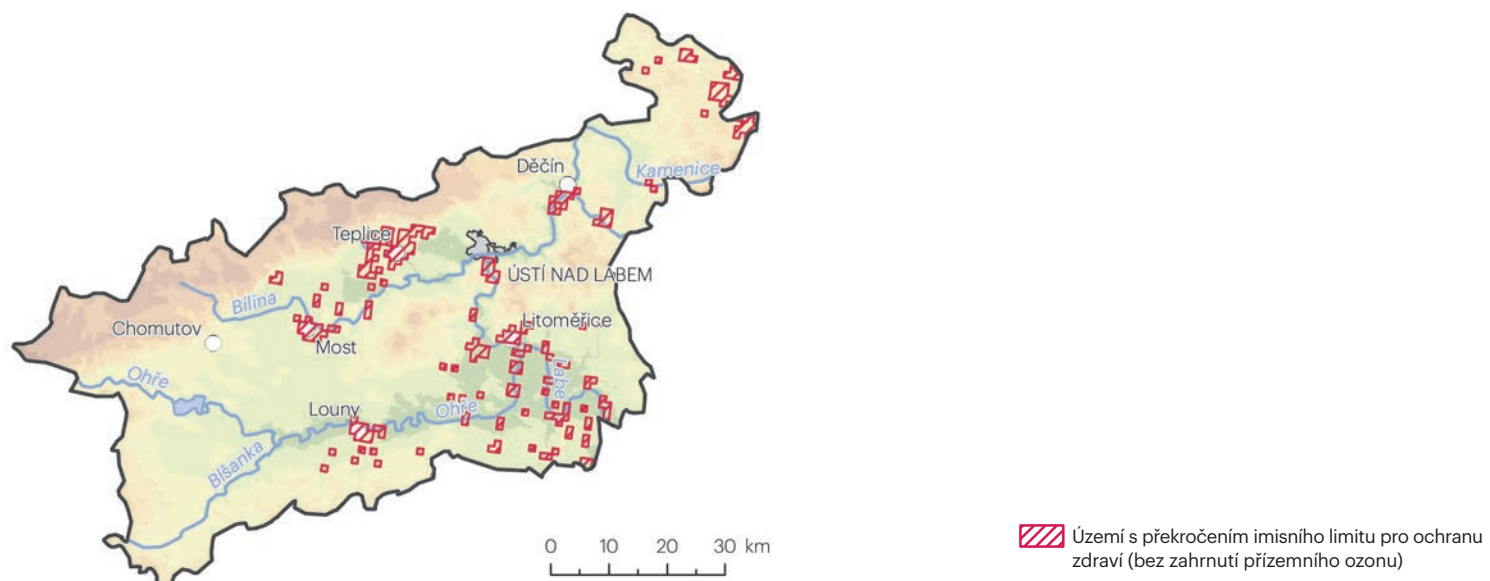 Děčín
Kamenice
Teplice
ÚSTÍ NAD LABEM
Bílina
Chomutov
Litoměřice
Most
Ohře
Labe
Louny
Ohře
Blšanka
0 10 20 30 km
Území s překročením imisního limitu pro ochranu
zdraví (bez zahrnutí přízemního ozonu)